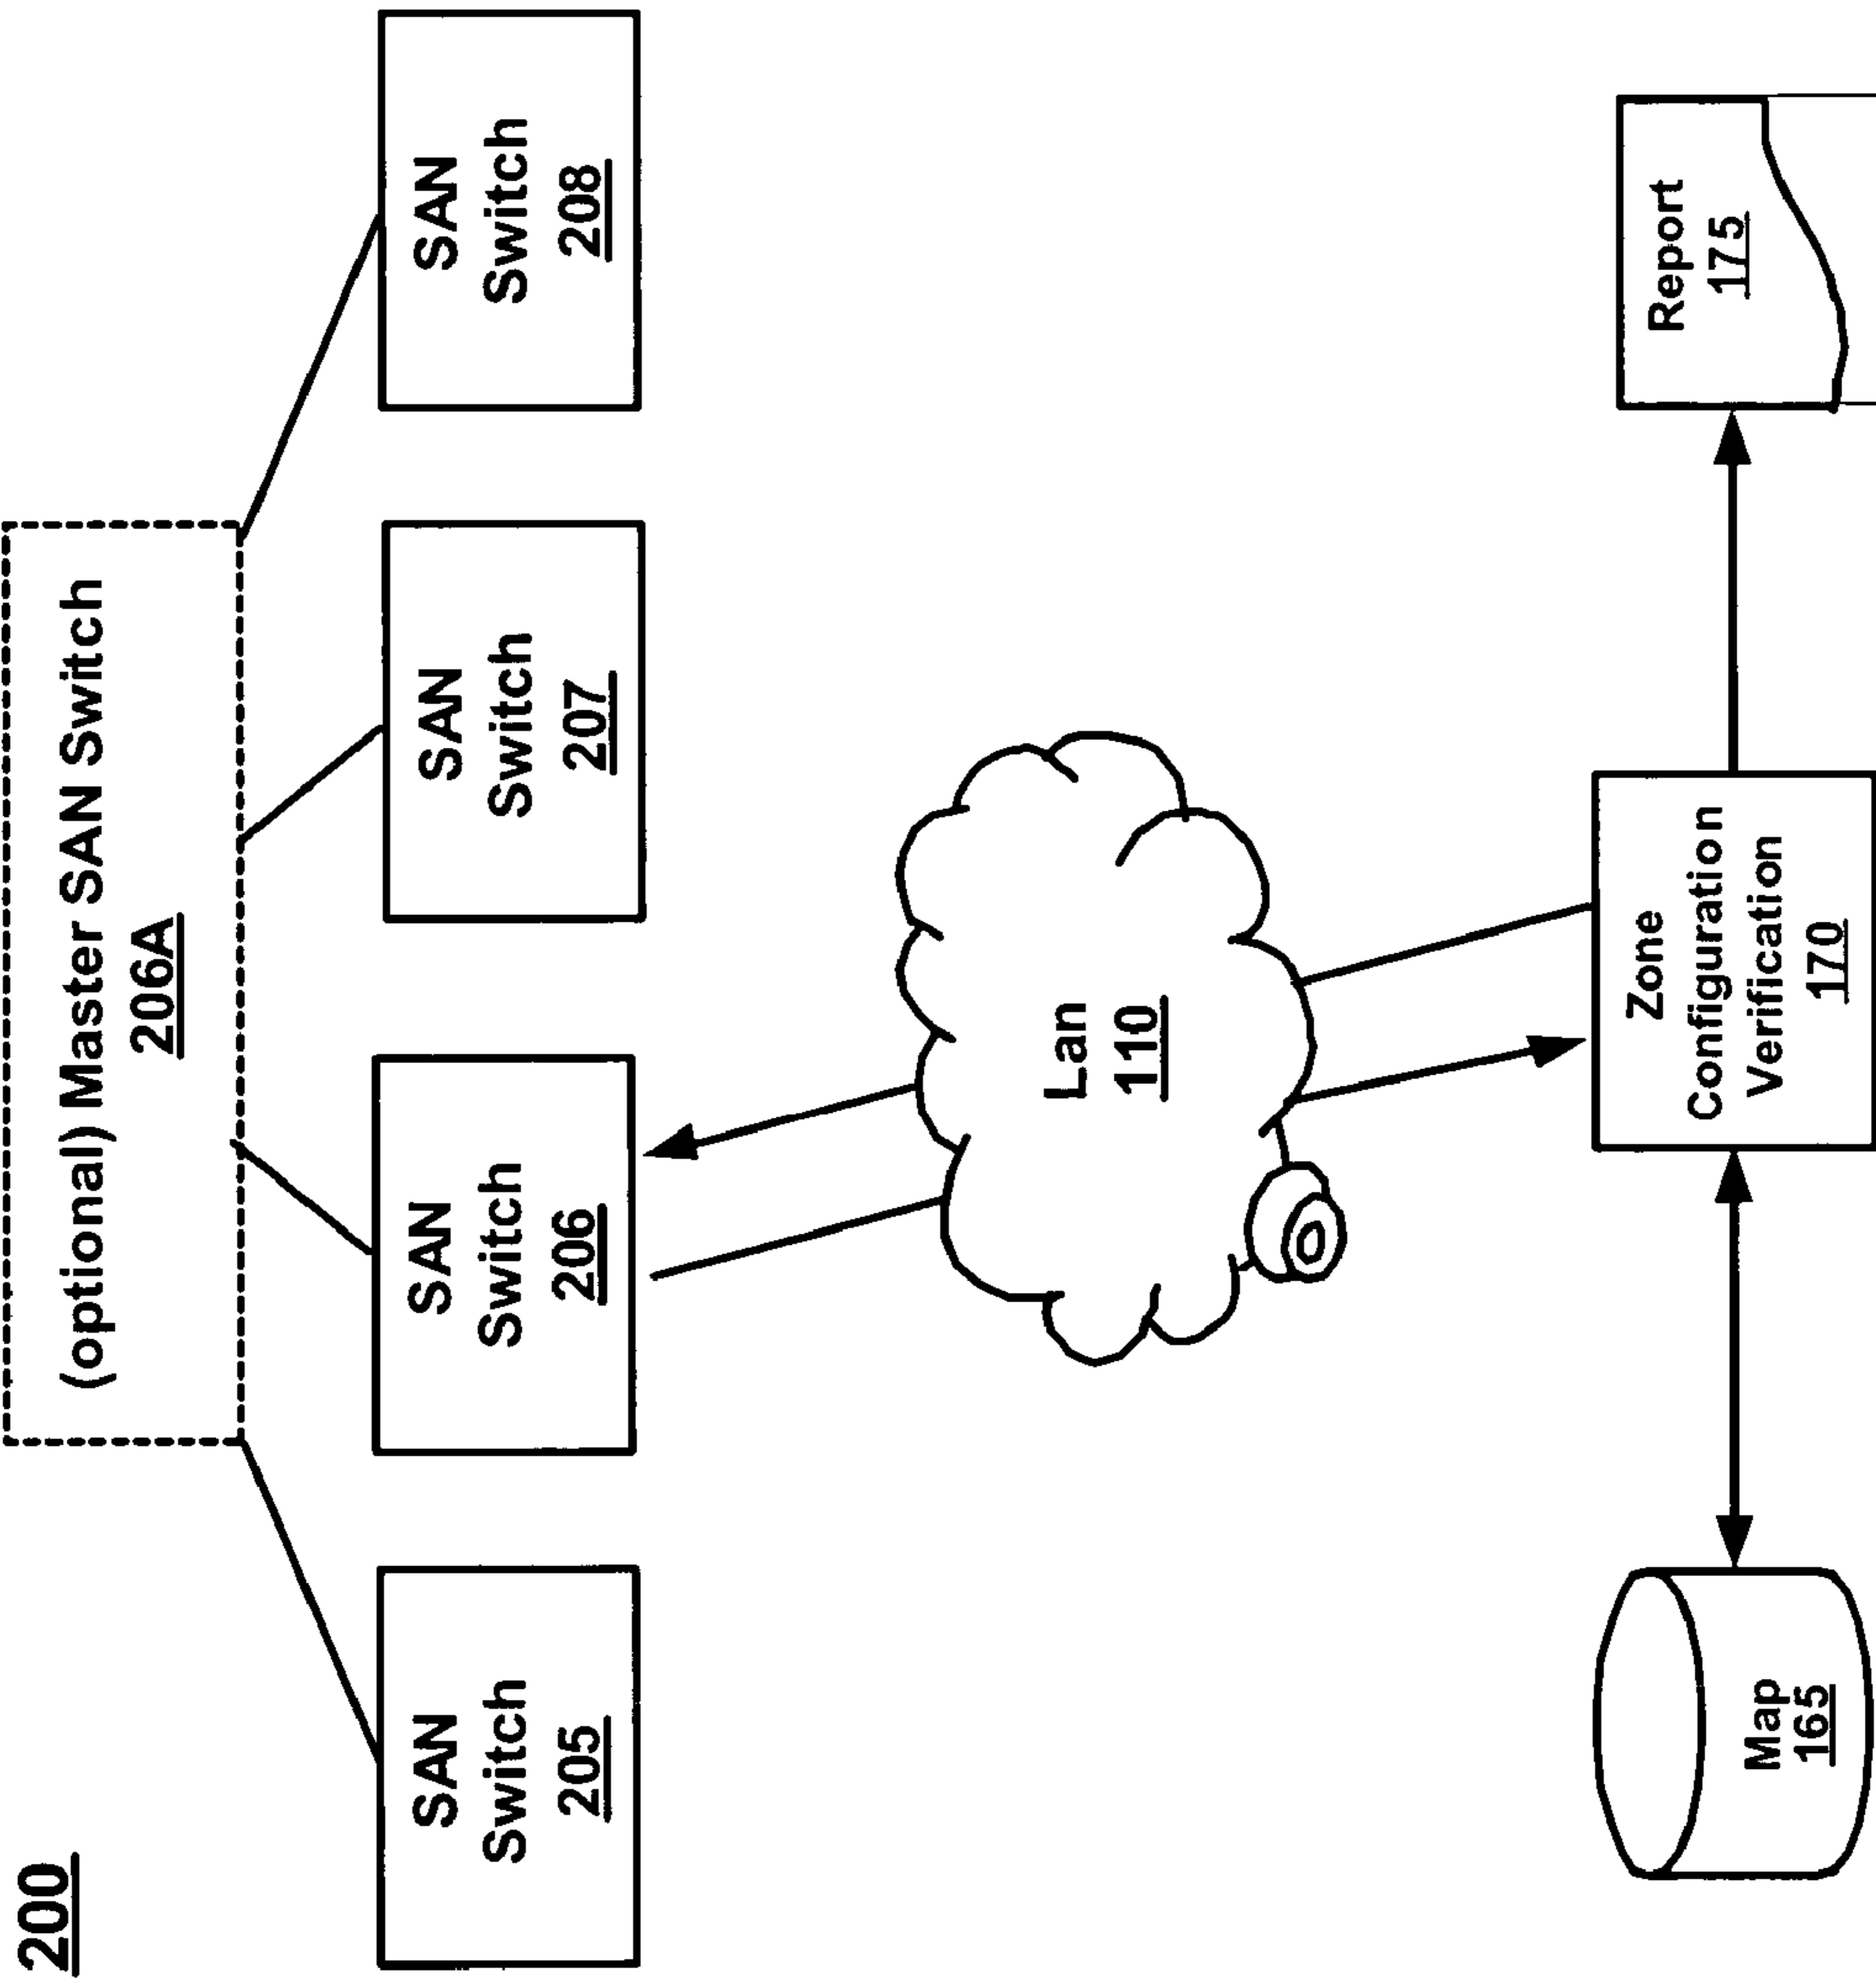 200
(optional) Master SAN Switch
206A
SAN
Switch
205
SAN
Switch
206
SAN
Switch
207
SAN
Switch
208
Lan
110
Map
165
Zone
Configuration
Verification
170
Report
175